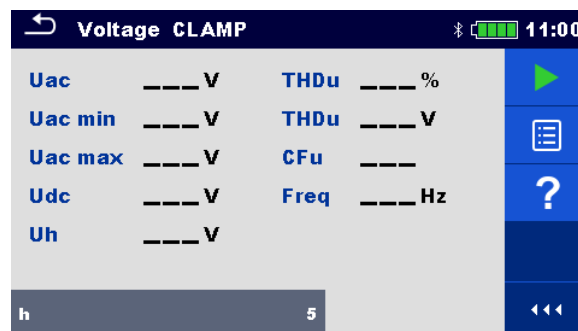 Voltage CLAMP 11:00
Uac ___V THDu ___%
Uac min ___V THDu ___V
Uac max ___V CFu ___
Udc ___V Freq ___Hz
Uh ___V
?
h 5